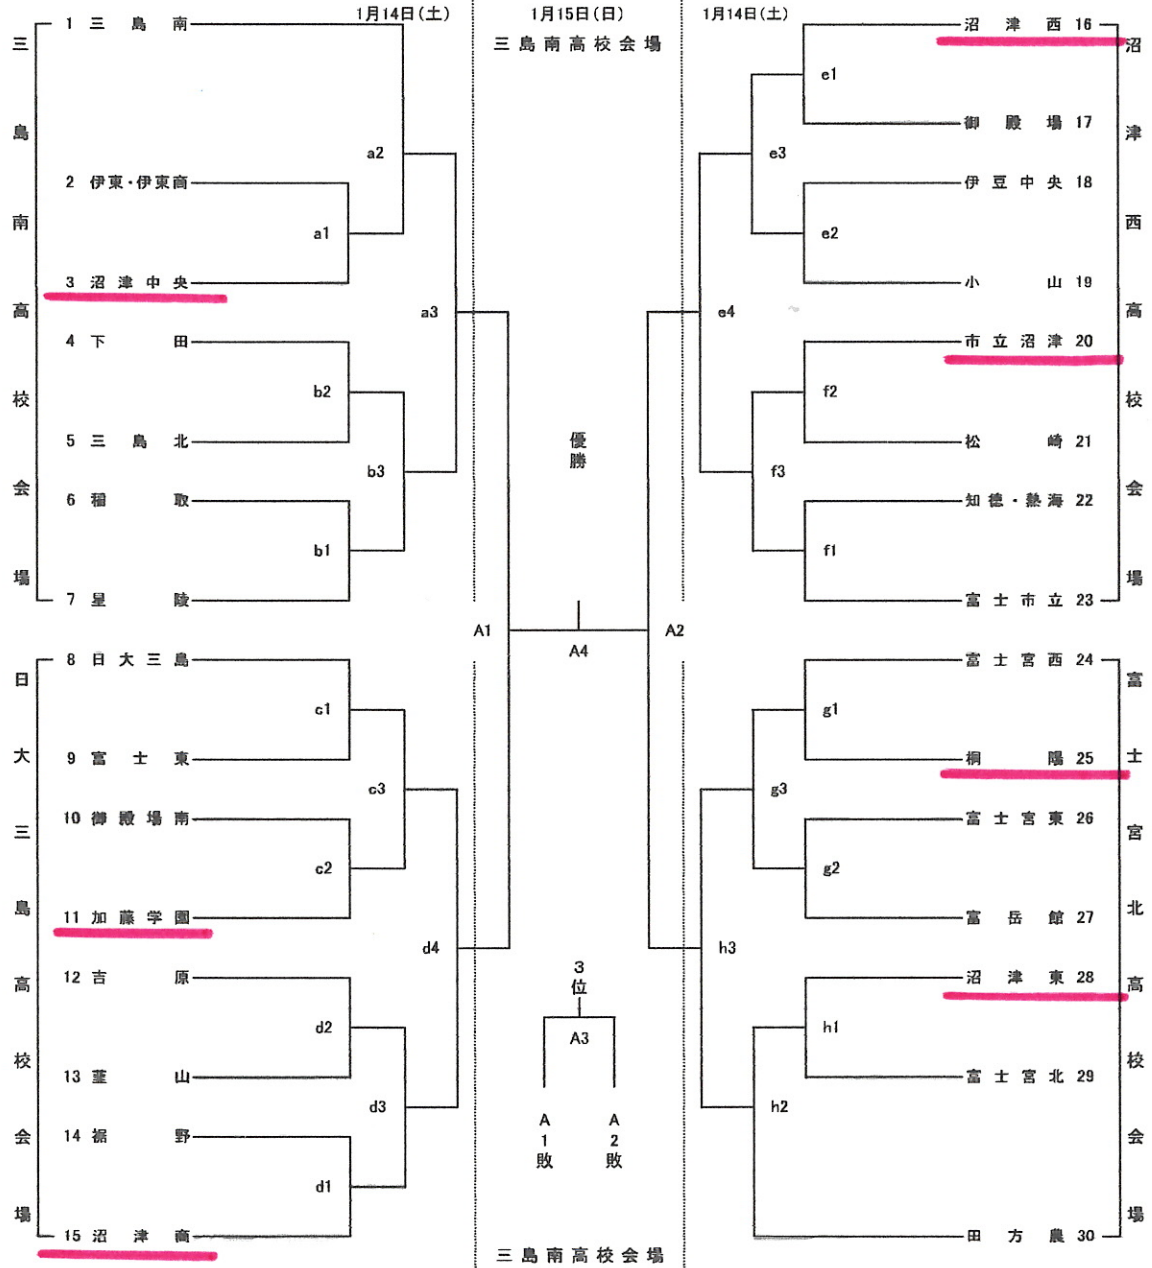 1月14日(土)
1月15日(日)
1月14日(土)
三島南高校会場
三島南高校会場
1 三島南
2 伊東・伊東商
3 沼津中央
4 下田
5 三島北
6 稲取
7 星陵
a1
a2
a3
b1
b2
b3
日大三島高校会場
8 日大三島
9 富士東
10 御殿場南
11 加藤学園
12 吉原
13 韮山
14 裾野
15 沼津商
c1
c2
c3
d1
d2
d3
d4
優勝
A1
A2
A4
3位
A3
A1敗
A2敗
三島南高校会場
沼津西高校会場
沼津西 16
御殿場 17
伊豆中央 18
小山 19
市立沼津 20
松崎 21
知徳・熱海 22
富士市立 23
e1
e2
e3
e4
f1
f2
f3
富士宮北高校会場
富士宮西 24
桐陽 25
富士宮東 26
富岳館 27
沼津東 28
富士宮北 29
田方農 30
g1
g2
g3
h1
h2
h3